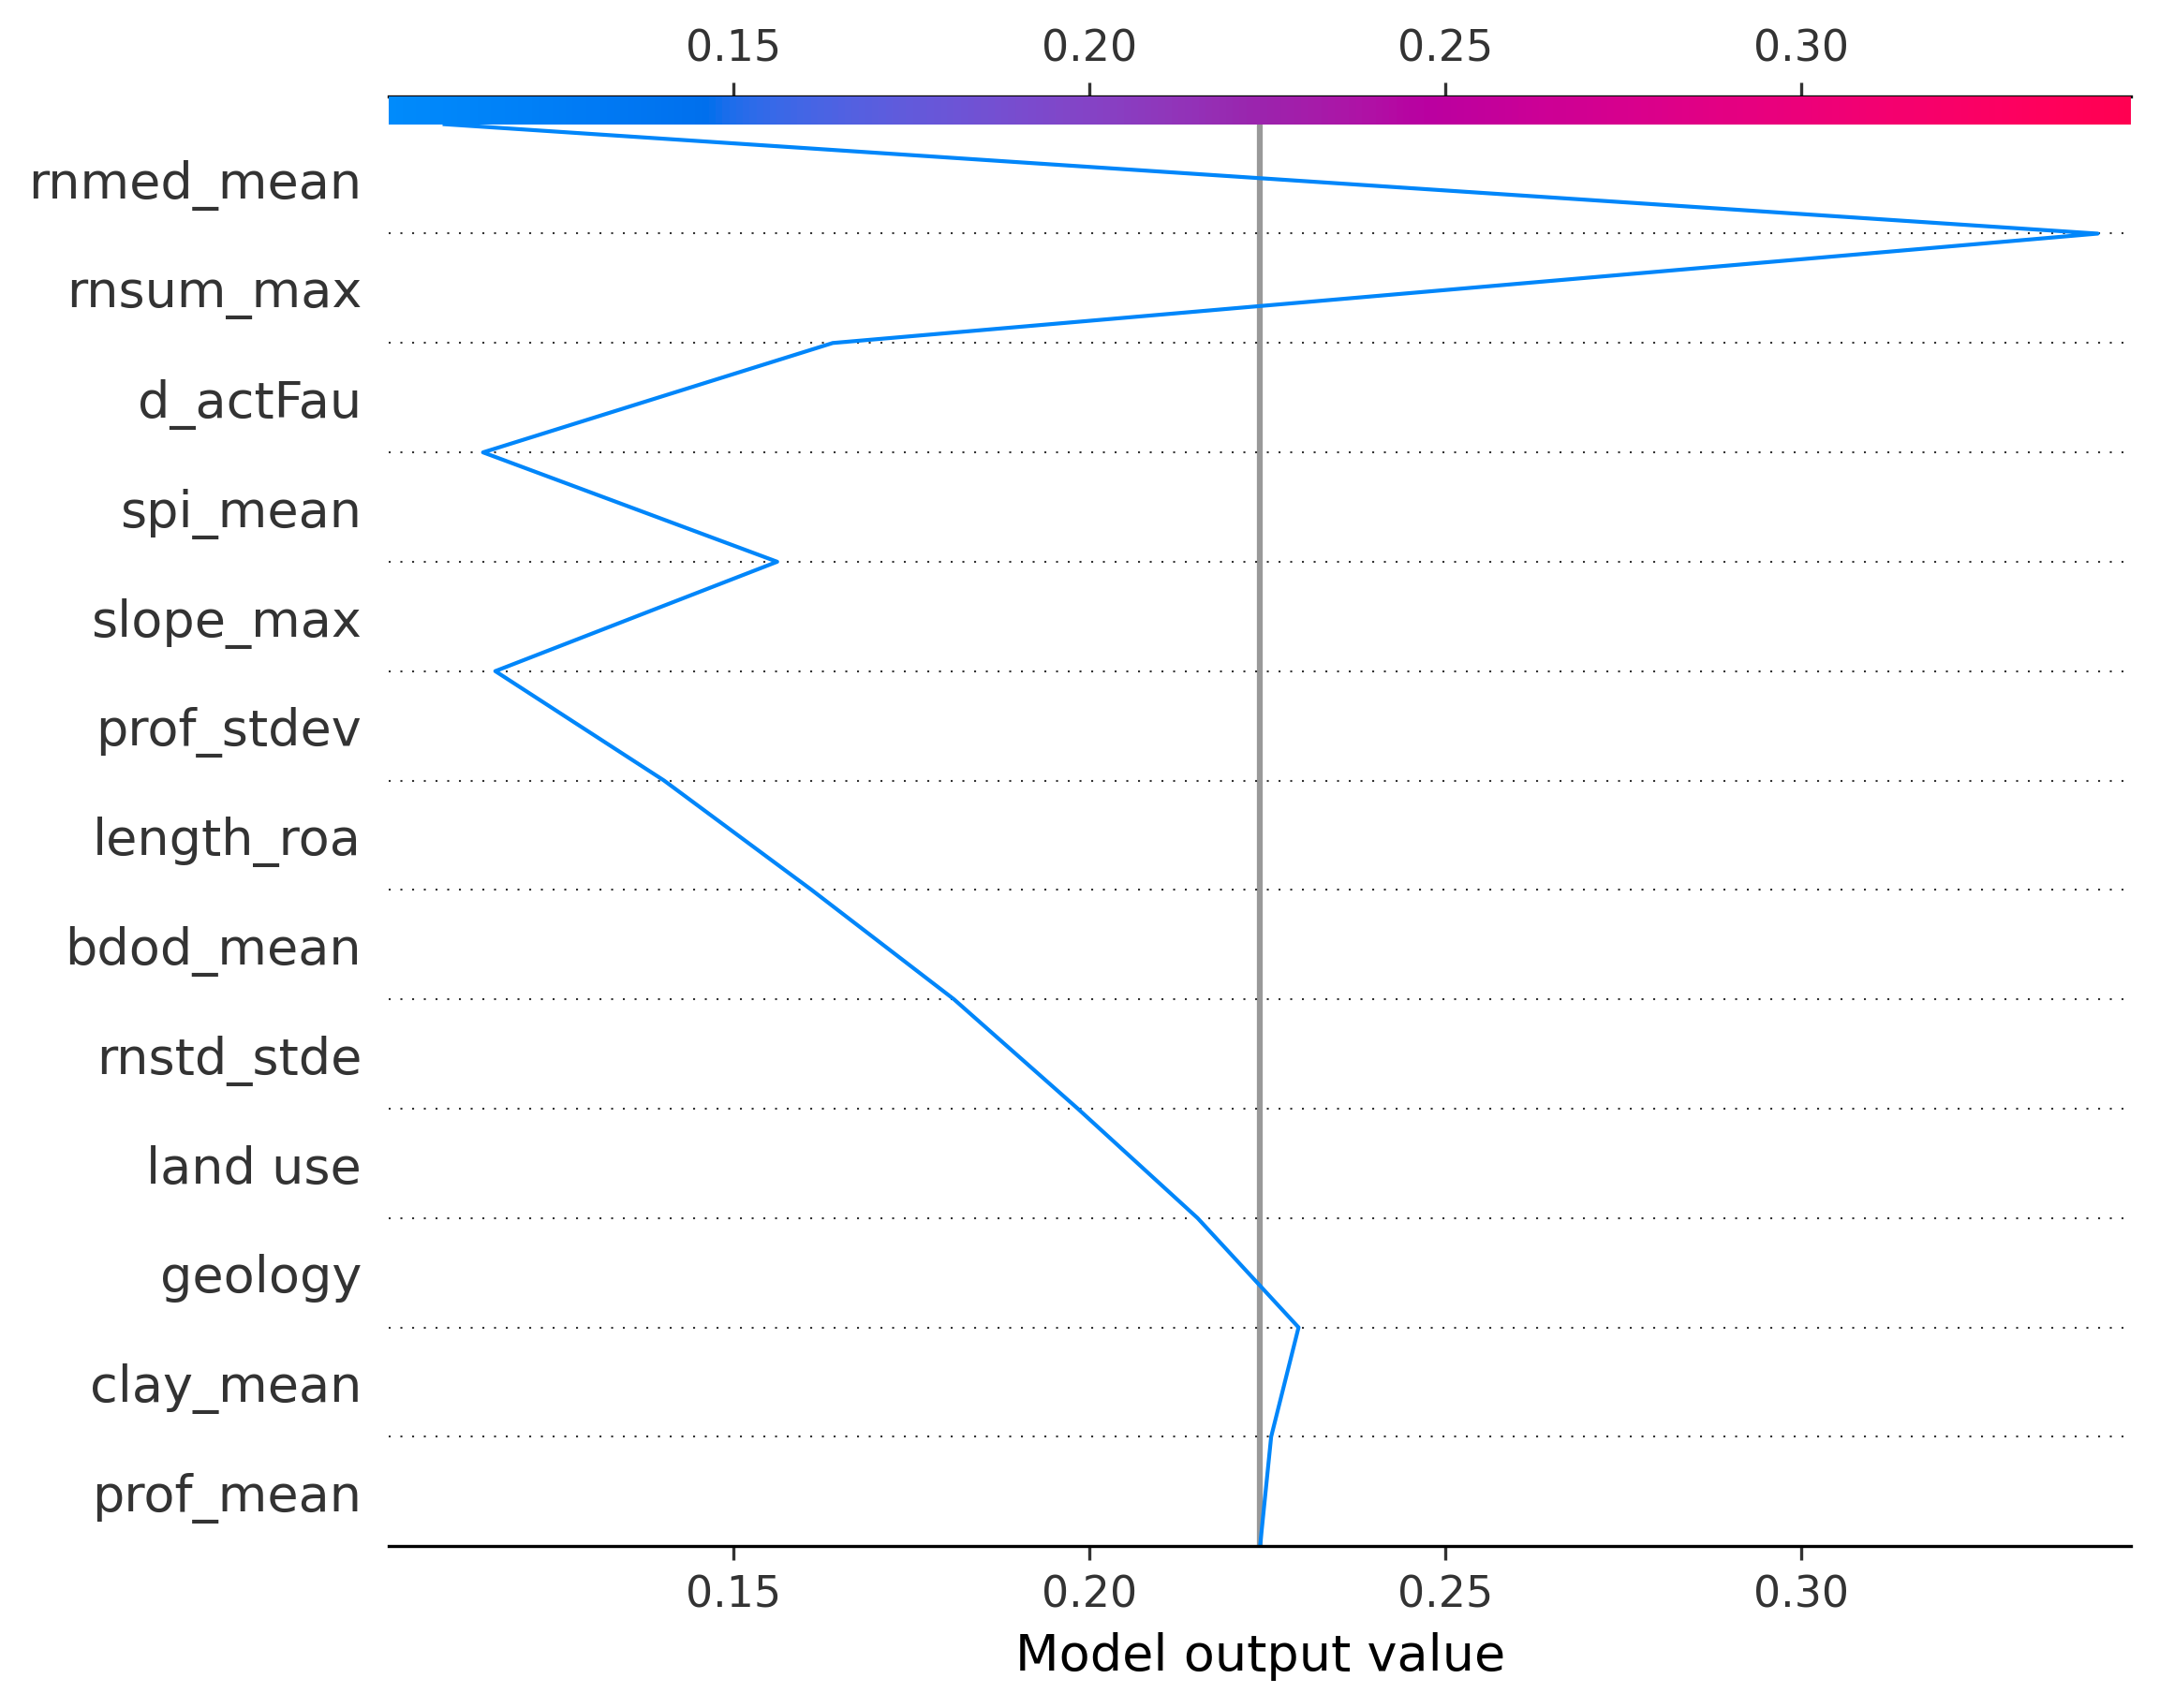 0.15 0.20 0.25 0.30
rnmed_mean
rnsum_max
d_actFau
spi_mean
slope_max
prof_stdev
length_roa
bdod_mean
rnstd_stde
land use
geology
clay_mean
prof_mean
0.15 0.20 0.25 0.30
Model output value